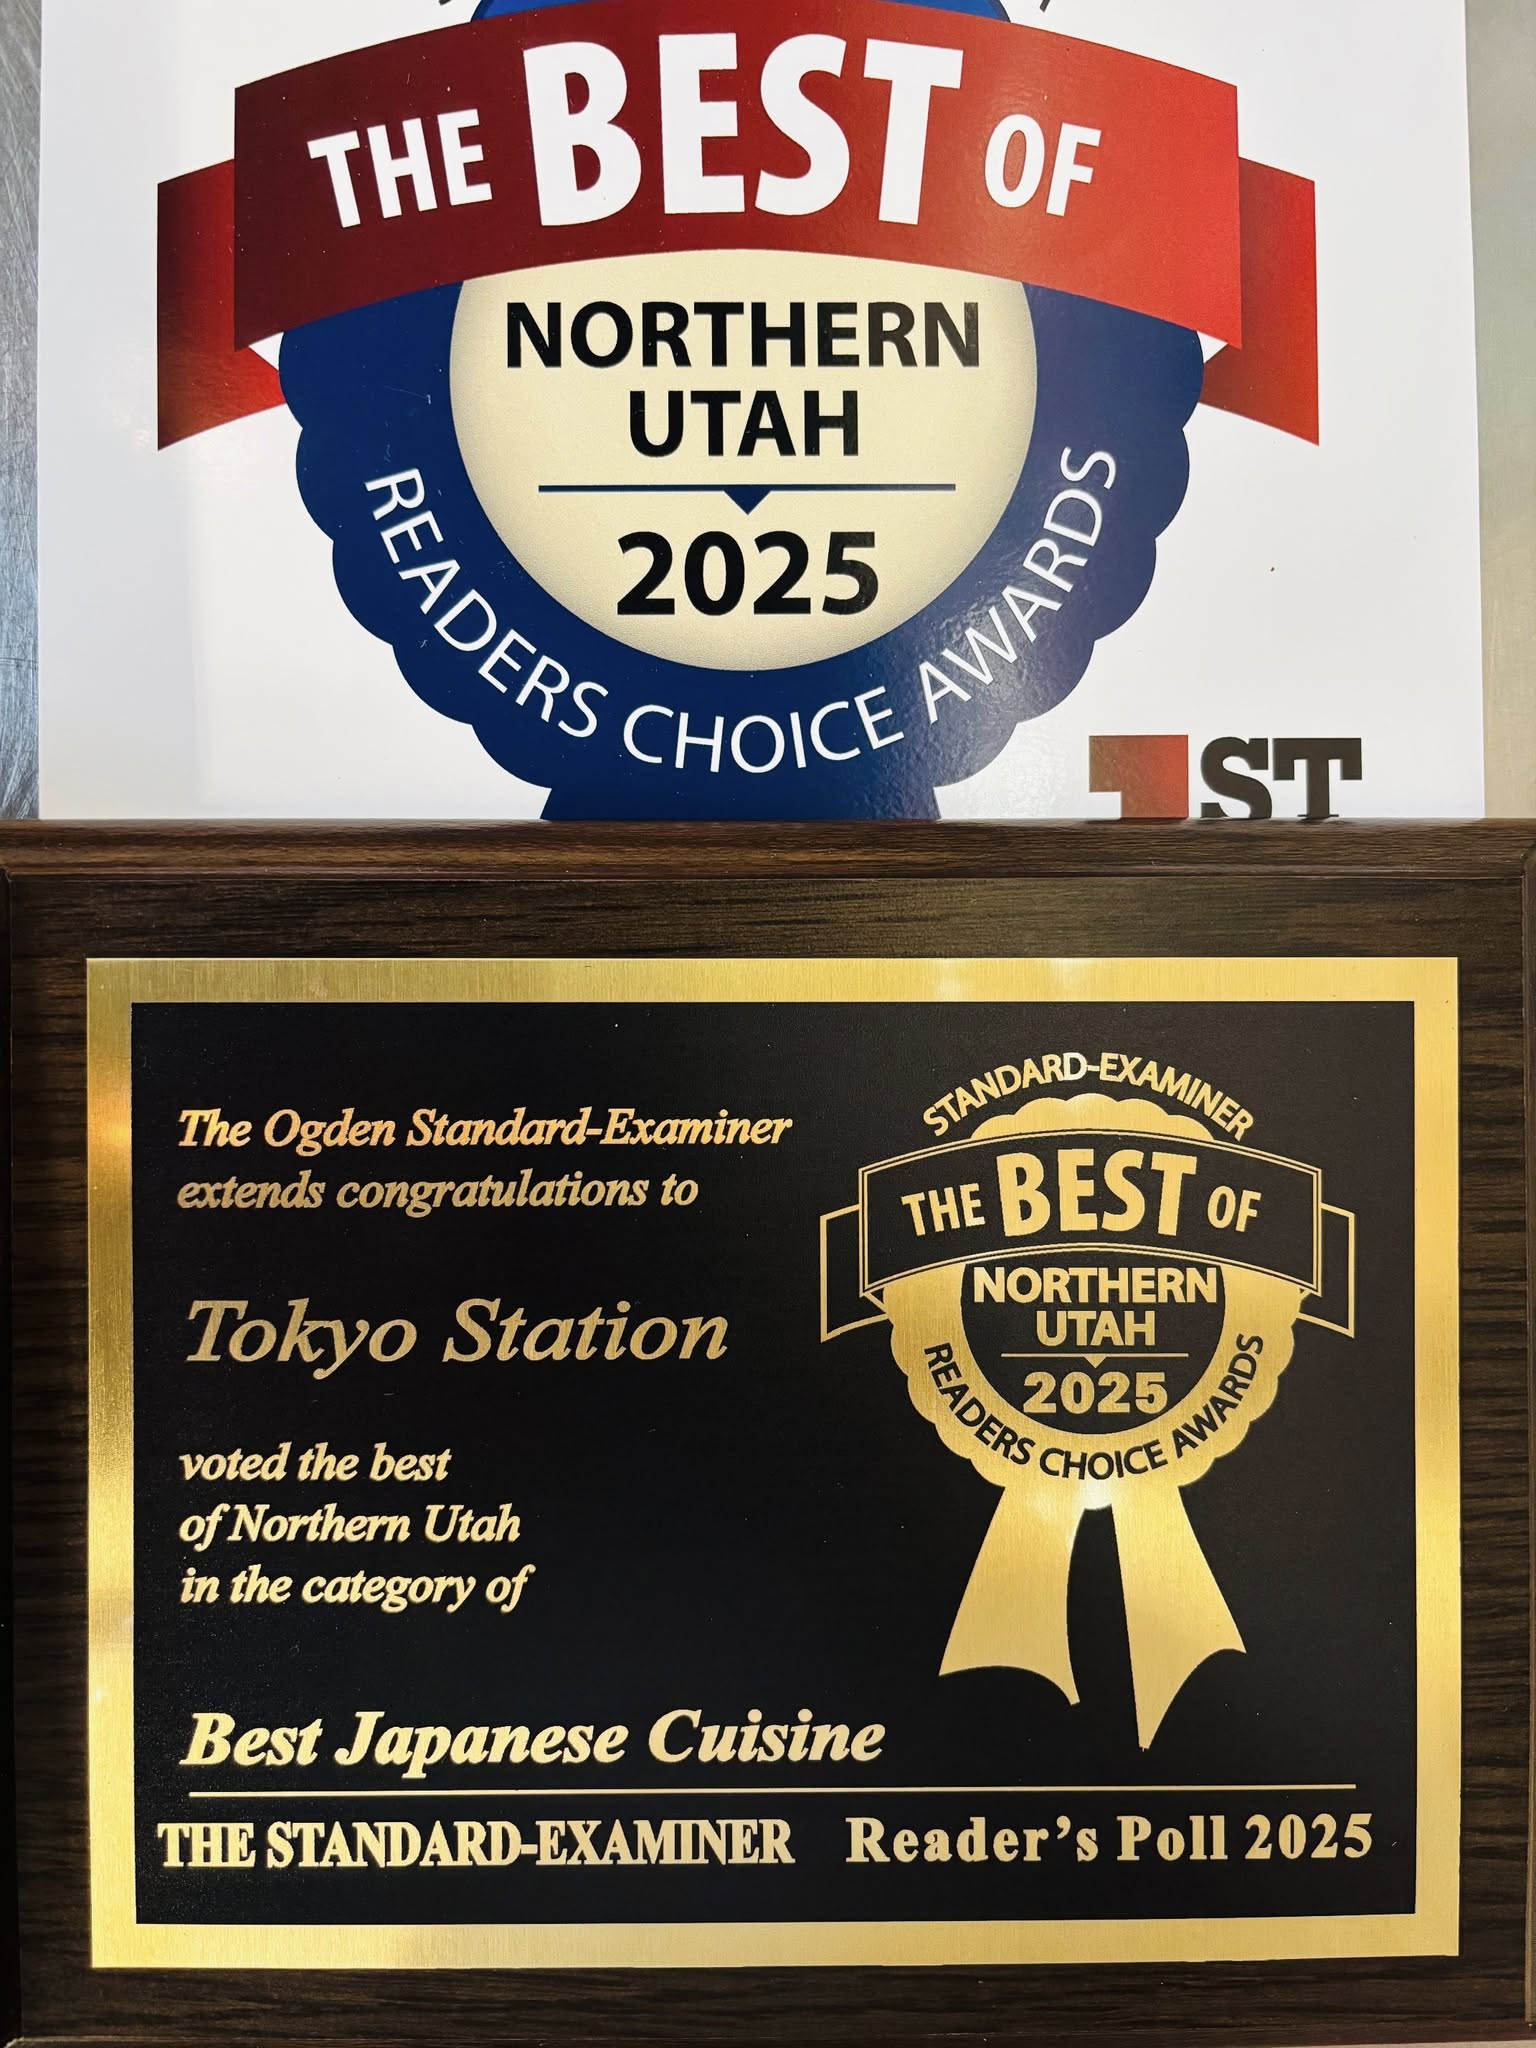 THE BEST OF
NORTHERN
UTAH
2025
READERS CHOICE AWARDS
1ST
The Ogden Standard-Examiner
extends congratulations to
Tokyo Station
voted the best
of Northern Utah
in the category of
Best Japanese Cuisine
STANDARD-EXAMINER
THE BEST OF
NORTHERN
UTAH
2025
READERS CHOICE AWARDS
THE STANDARD-EXAMINER Reader's Poll 2025